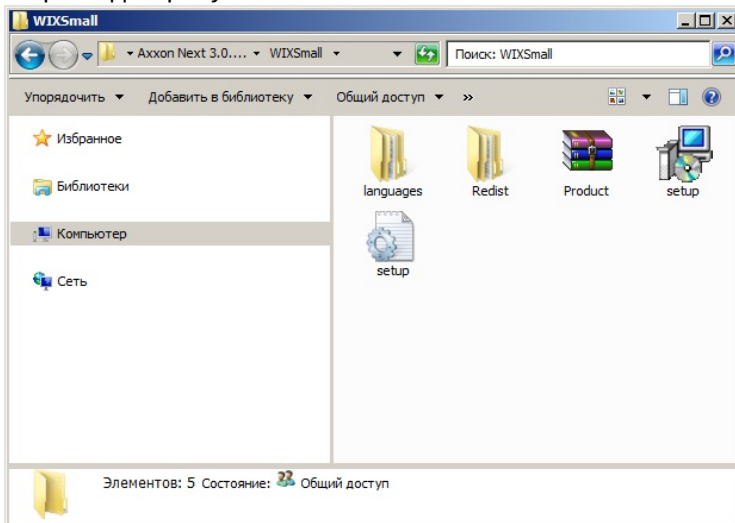 WIXSmall
Axxon Next 3.0.... WIXSmall Поиск: WIXSmall
Упорядочить Добавить в библиотеку Общий доступ »
Избранное
Библиотеки
Компьютер
Сеть
languages Redist Product setup
setup
Элементов: 5 Состояние: Общий доступ